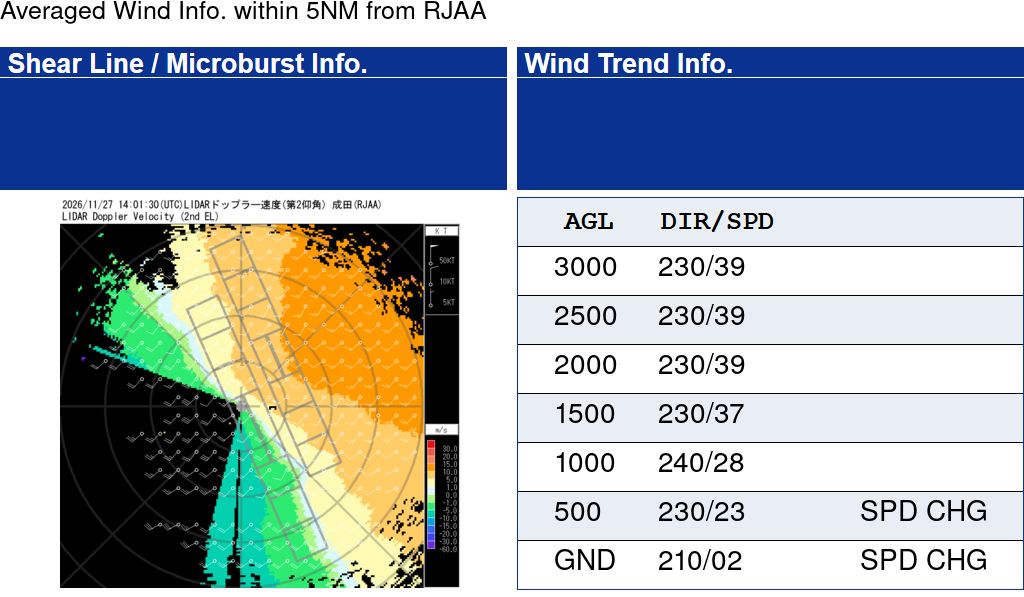 Averaged Wind Info. within 5NM from RJAA
Shear Line / Microburst Info.
Wind Trend Info.
2026/11/27 14:01:30(UTC)LIDARドップラー速度(第2仰角) 成田(RJAA)
LIDAR Doppler Velocity (2nd EL)
KT
50KT
10KT
5KT
m/s
30.0
20.0
15.0
10.0
5.0
1.0
0.0
-1.0
-5.0
-10.0
-15.0
-20.0
-30.0
-60.0
AGL DIR/SPD
3000 230/39
2500 230/39
2000 230/39
1500 230/37
1000 240/28
500 230/23 SPD CHG
GND 210/02 SPD CHG